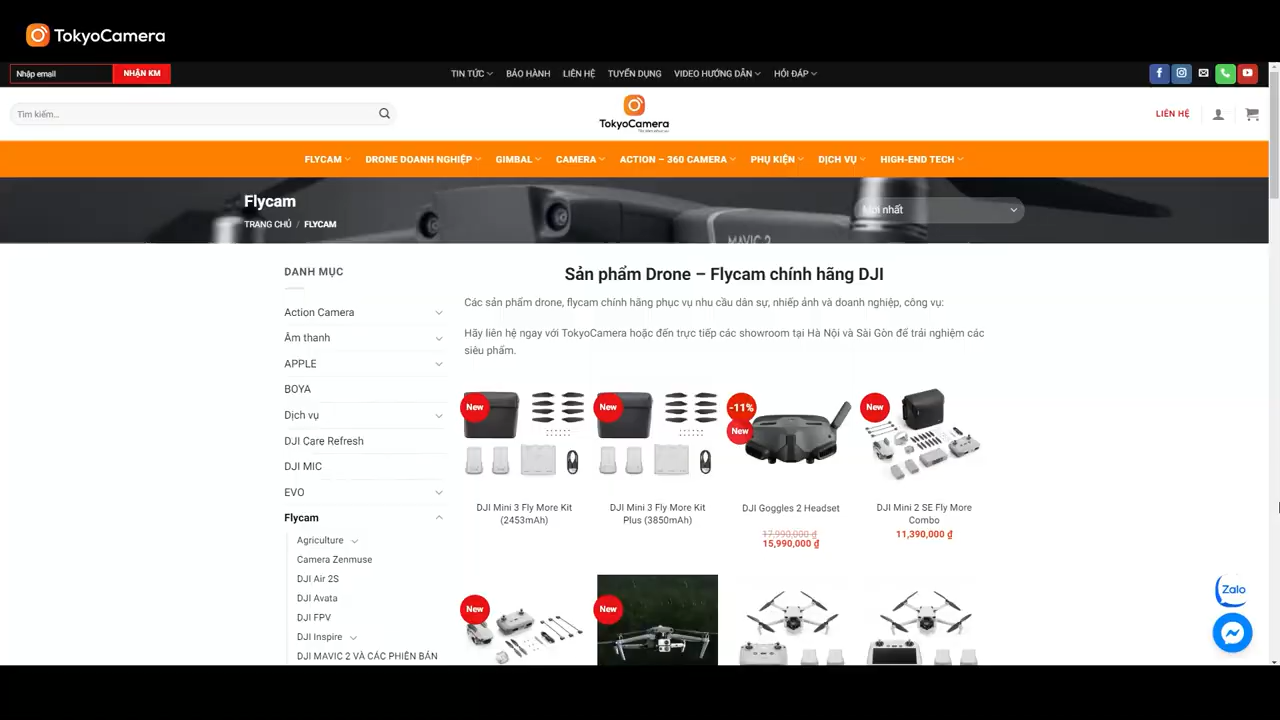 TokyoCamera
Nhập email
NHẬN KM
TIN TỨC
BẢO HÀNH
LIÊN HỆ
TUYỂN DỤNG
VIDEO HƯỚNG DẪN
HỎI ĐÁP
Tìm kiếm...
TokyoCamera
LIÊN HỆ
FLYCAM
DRONE DOANH NGHIỆP
GIMBAL
CAMERA
ACTION – 360 CAMERA
PHỤ KIỆN
DỊCH VỤ
HIGH-END TECH
Flycam
TRANG CHỦ / FLYCAM
Mới nhất
MAVIC 2
DANH MỤC
Action Camera
Âm thanh
APPLE
BOYA
Dịch vụ
DJI Care Refresh
DJI MIC
EVO
Flycam
Agriculture
Camera Zenmuse
DJI Air 2S
DJI Avata
DJI FPV
DJI Inspire
DJI MAVIC 2 VÀ CÁC PHIÊN BẢN
Sản phẩm Drone – Flycam chính hãng DJI
Các sản phẩm drone, flycam chính hãng phục vụ nhu cầu dân sự, nhiếp ảnh và doanh nghiệp, công vụ:
Hãy liên hệ ngay với TokyoCamera hoặc đến trực tiếp các showroom tại Hà Nội và Sài Gòn để trải nghiệm các
siêu phẩm.
New
DJI Mini 3 Fly More Kit
(2453mAh)
New
DJI Mini 3 Fly More Kit
Plus (3850mAh)
-11%
New
DJI Goggles 2 Headset
17,990,000 ₫
15,990,000 ₫
New
DJI Mini 2 SE Fly More
Combo
11,390,000 ₫
New
New
Zalo